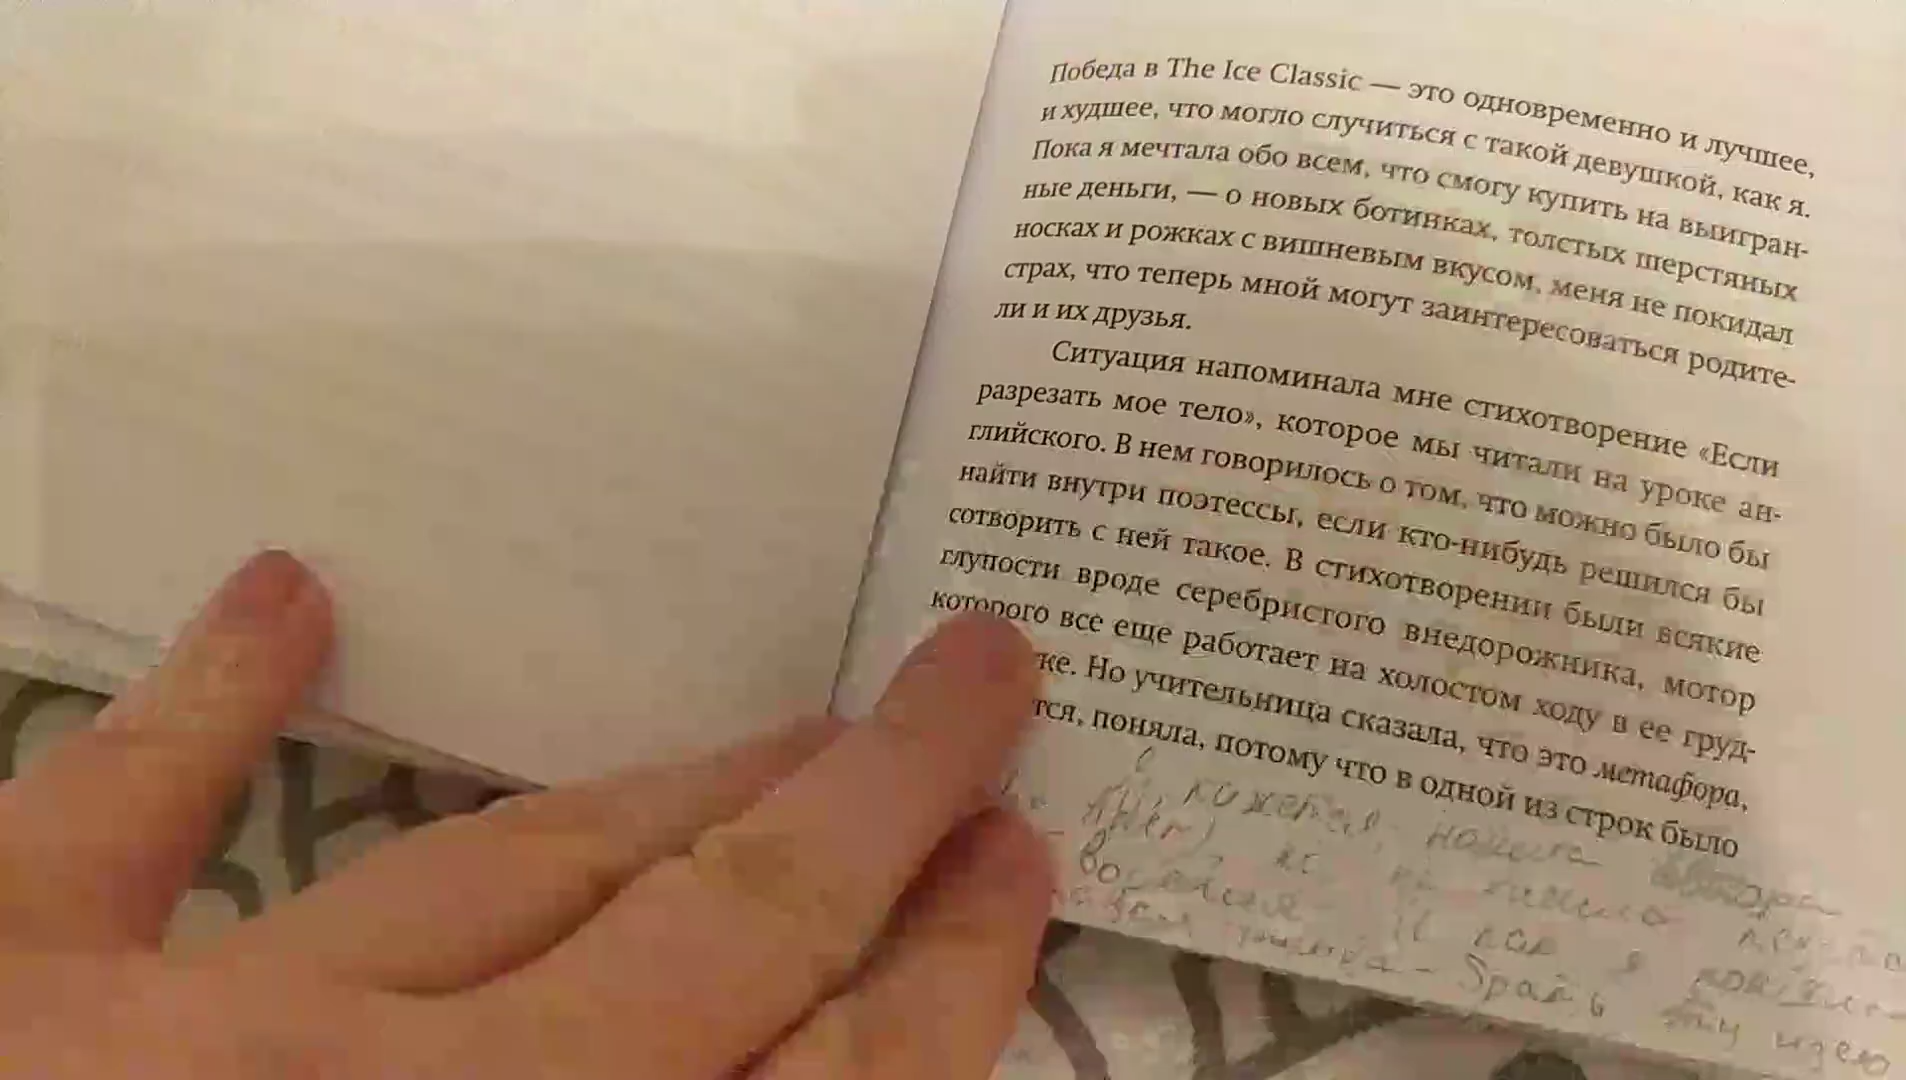 Победа в The Ice Classic — это одновременно и лучшее,
и худшее, что могло случиться с такой девушкой, как я.
Пока я мечтала обо всем, что смогу купить на выигран-
ные деньги, — о новых ботинках, толстых шерстяных
носках и рожках с вишневым вкусом, меня не покидал
страх, что теперь мной могут заинтересоваться родите-
ли и их друзья.
Ситуация напоминала мне стихотворение «Если
разрезать мое тело», которое мы читали на уроке ан-
глийского. В нем говорилось о том, что можно было бы
найти внутри поэтессы, если кто-нибудь решился бы
сотворить с ней такое. В стихотворении были всякие
глупости вроде серебристого внедорожника, мотор
которого все еще работает на холостом ходу в ее груд-
ке. Но учительница сказала, что это метафора,
тся, поняла, потому что в одной из строк было
кажется,
как я
эту идею